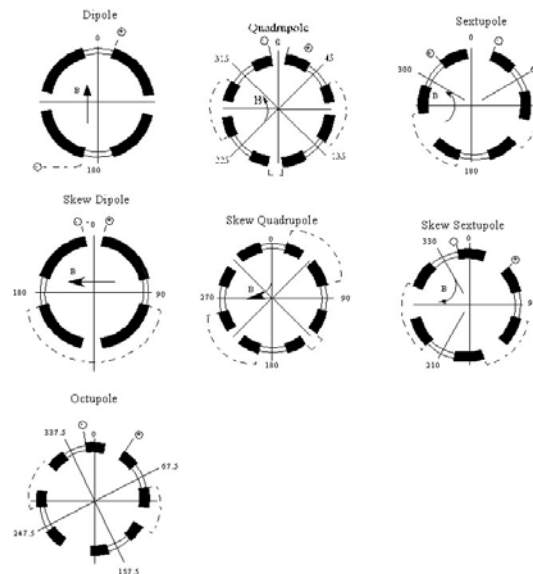 Dipole
0
B
180
Quadrupole
0
315
45
B
225
135
Sextupole
0
300
B
180
Skew Dipole
0
B
180
90
Skew Quadrupole
0
B
270
90
180
Skew Sextupole
0
330
B
9
210
Octupole
337.5
0
67.5
247.5
157.5